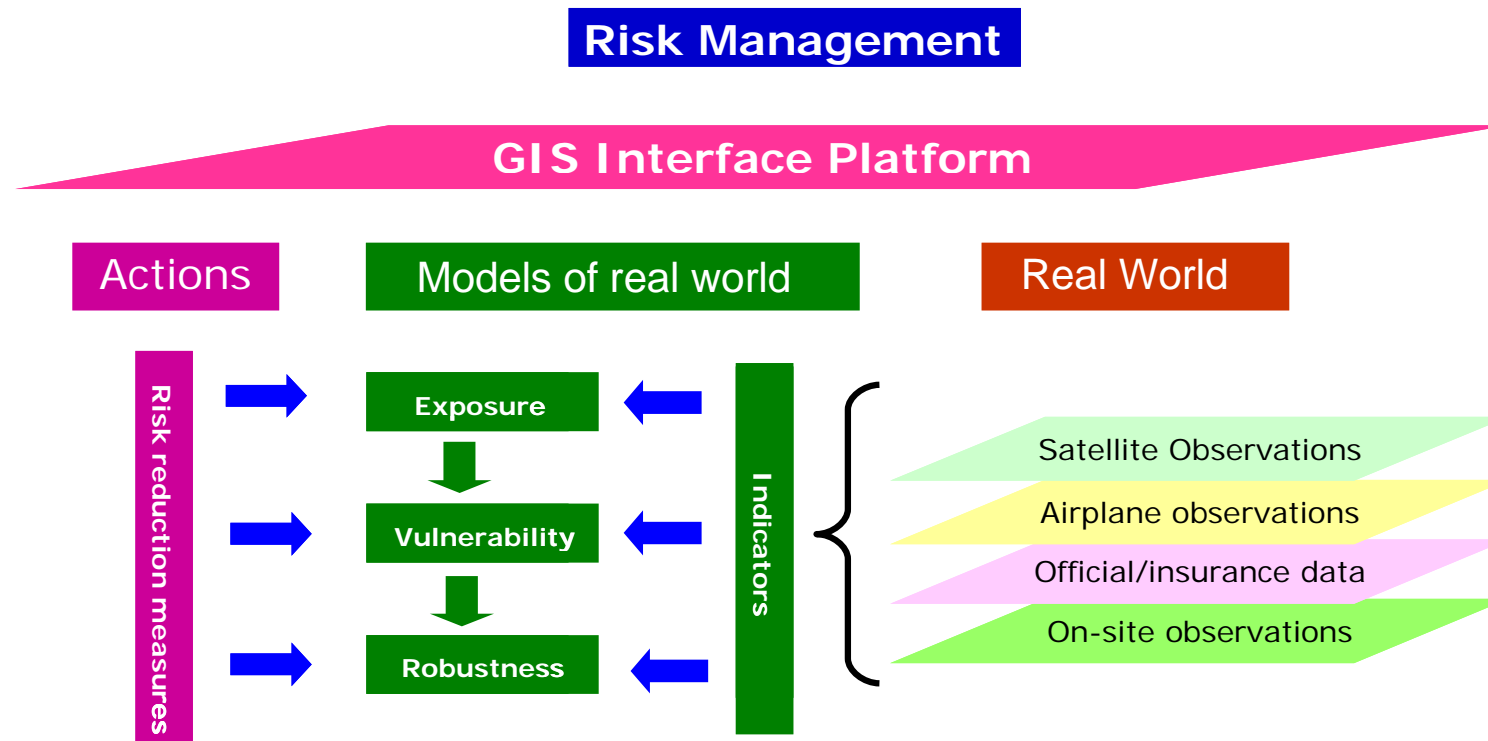 Risk Management
GIS Interface Platform
Actions
Models of real world
Real World
Risk reduction measures
Exposure
Vulnerability
Robustness
Indicators
Satellite Observations
Airplane observations
Official/insurance data
On-site observations